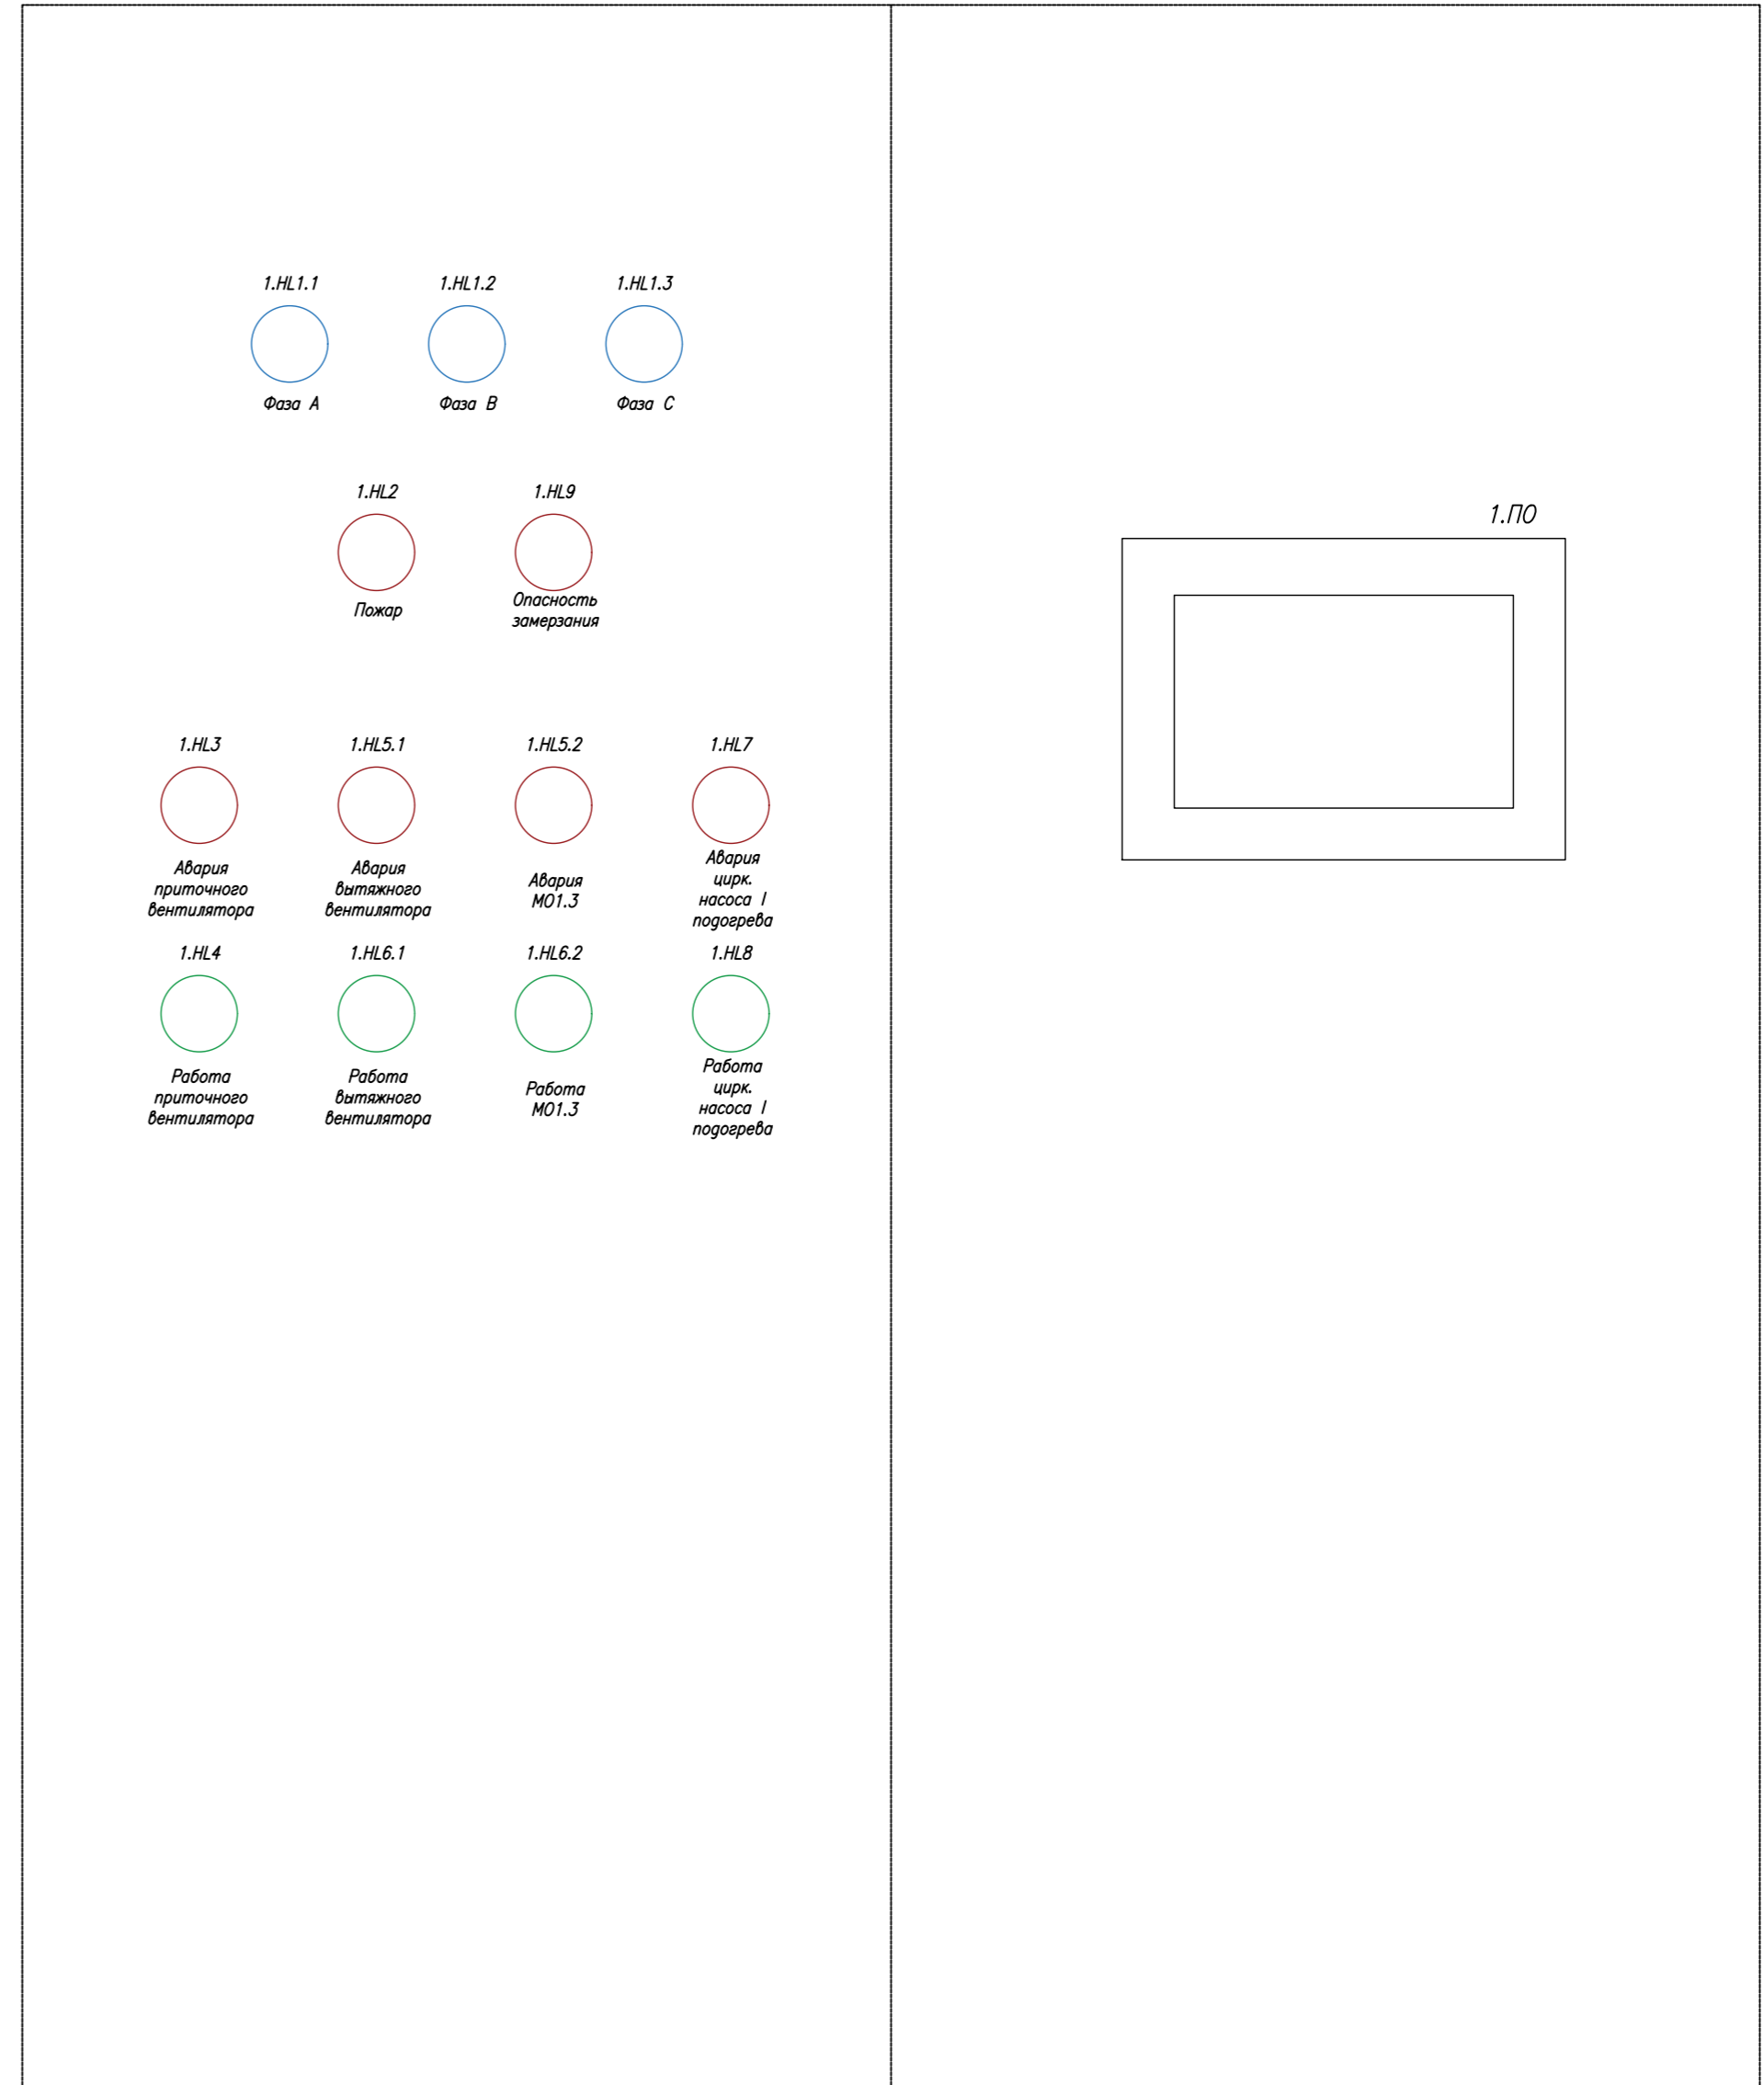 1.HL1.1
1.HL1.2
1.HL1.3
Фаза A
Фаза B
Фаза C
1.HL2
1.HL9
Пожар
Опасность
замерзания
1.ПО
1.HL3
1.HL5.1
1.HL5.2
1.HL7
Авария
приточного
вентилятора
Авария
вытяжного
вентилятора
Авария
МО1.3
Авария
цирк.
насоса I
подогрева
1.HL4
1.HL6.1
1.HL6.2
1.HL8
Работа
приточного
вентилятора
Работа
вытяжного
вентилятора
Работа
МО1.3
Работа
цирк.
насоса I
подогрева